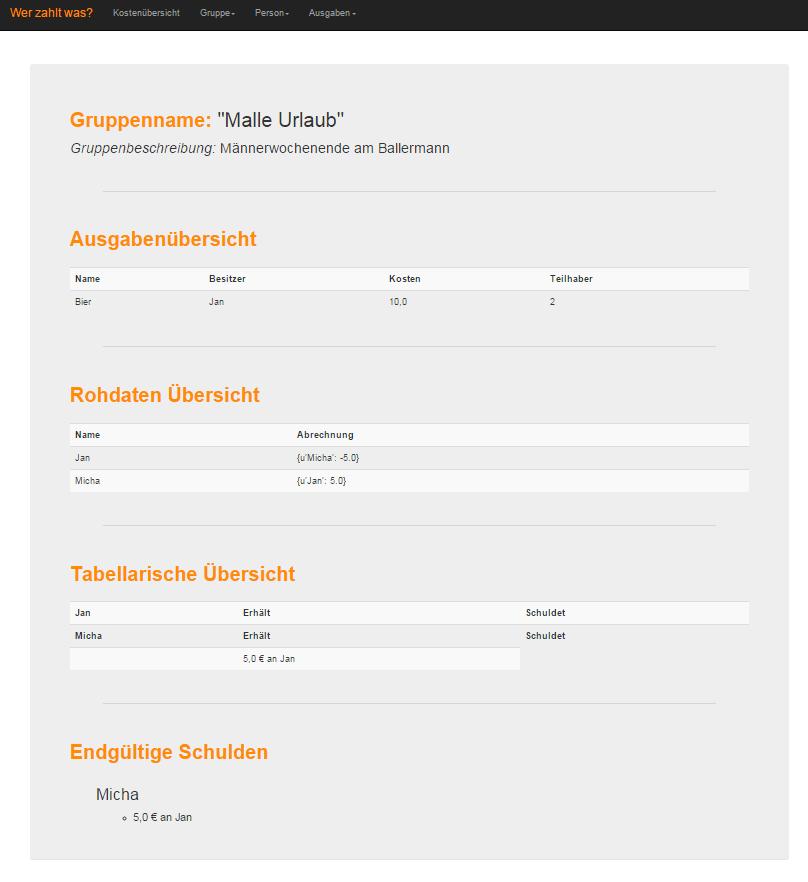 Wer zahlt was? Kostenübersicht Gruppe Person Ausgaben
Gruppenname: "Malle Urlaub"
Gruppenbeschreibung: Männerwochenende am Ballermann
Ausgabenübersicht
Name Besitzer Kosten Teilhaber
Bier Jan 10,0 2
Rohdaten Übersicht
Name Abrechnung
Jan {u'Micha': -5.0}
Micha {u'Jan': 5.0}
Tabellarische Übersicht
Jan Erhält Schuldet
Micha Erhält Schuldet
5,0 € an Jan
Endgültige Schulden
Micha
5,0 € an Jan